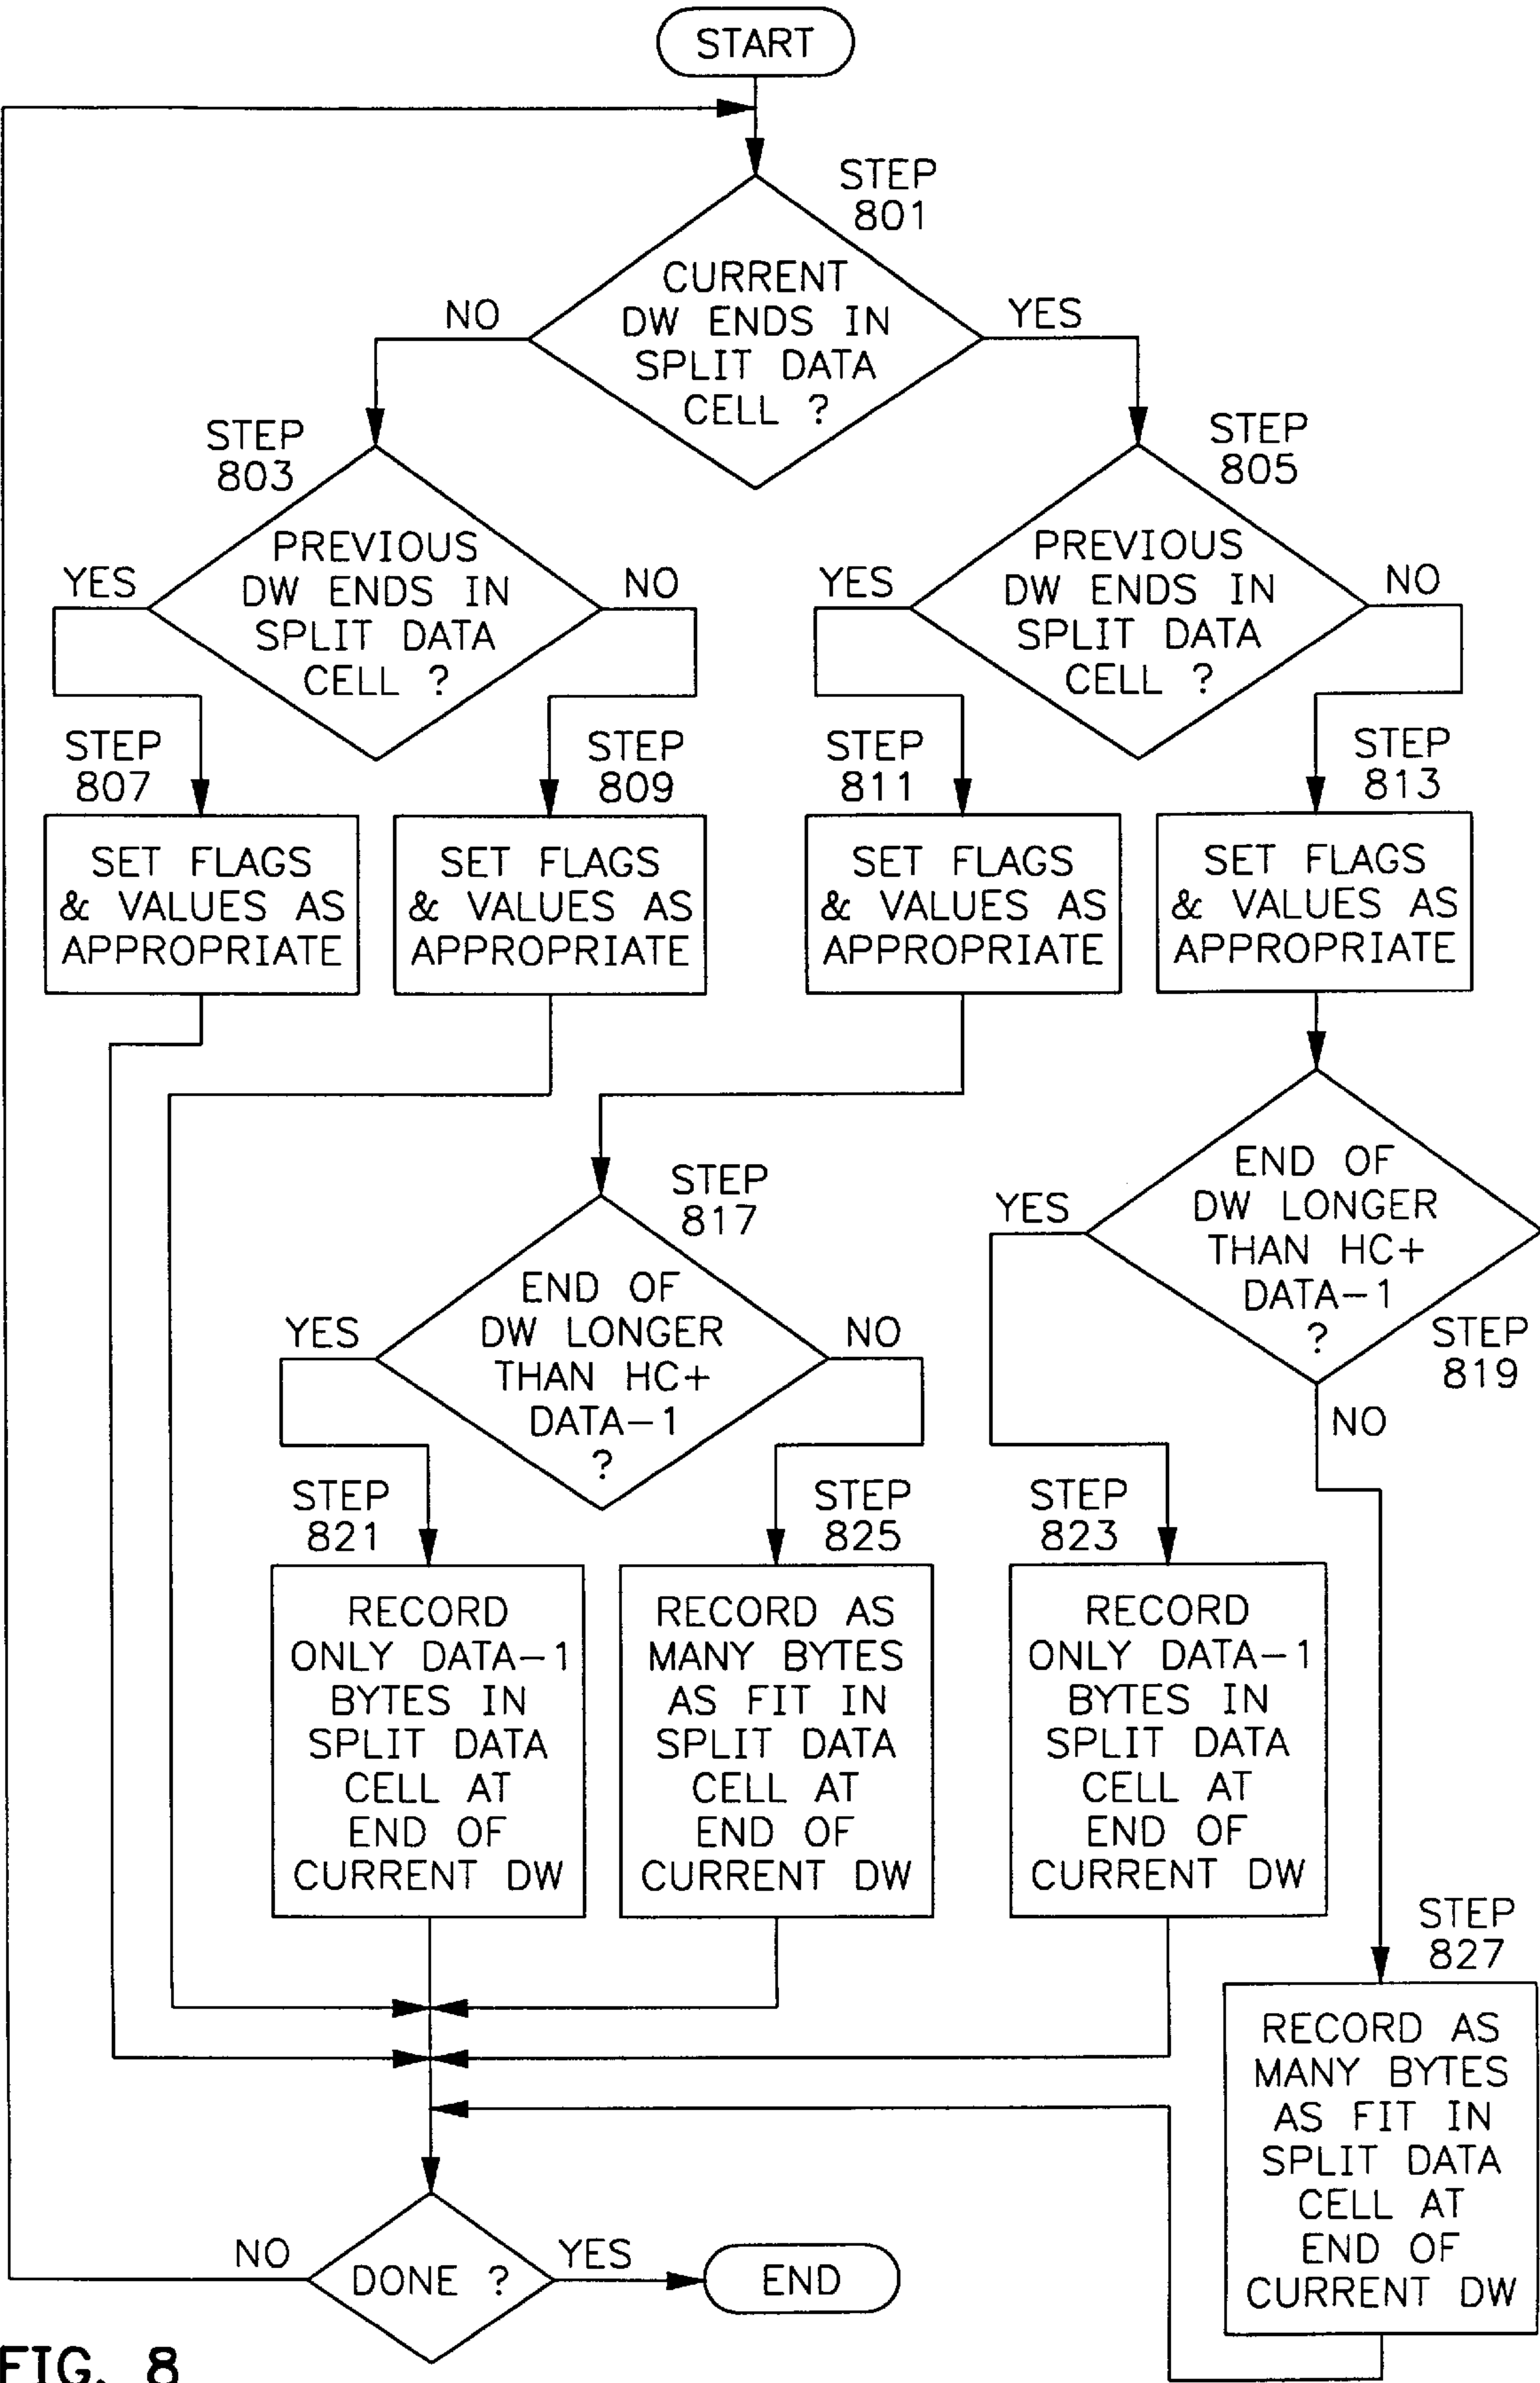 START
STEP
801
CURRENT
DW ENDS IN
SPLIT DATA
CELL ?
NO
YES
STEP
803
PREVIOUS
DW ENDS IN
SPLIT DATA
CELL ?
YES
NO
STEP
805
PREVIOUS
DW ENDS IN
SPLIT DATA
CELL ?
YES
NO
STEP
807
SET FLAGS
& VALUES AS
APPROPRIATE
STEP
809
SET FLAGS
& VALUES AS
APPROPRIATE
STEP
811
SET FLAGS
& VALUES AS
APPROPRIATE
STEP
813
SET FLAGS
& VALUES AS
APPROPRIATE
STEP
817
END OF
DW LONGER
THAN HC+
DATA-1
?
YES
NO
END OF
DW LONGER
THAN HC+
DATA-1
?
STEP
819
YES
NO
STEP
821
RECORD
ONLY DATA-1
BYTES IN
SPLIT DATA
CELL AT
END OF
CURRENT DW
STEP
825
RECORD AS
MANY BYTES
AS FIT IN
SPLIT DATA
CELL AT
END OF
CURRENT DW
STEP
823
RECORD
ONLY DATA-1
BYTES IN
SPLIT DATA
CELL AT
END OF
CURRENT DW
STEP
827
RECORD AS
MANY BYTES
AS FIT IN
SPLIT DATA
CELL AT
END OF
CURRENT DW
NO
DONE ?
YES
END
FIG. 8